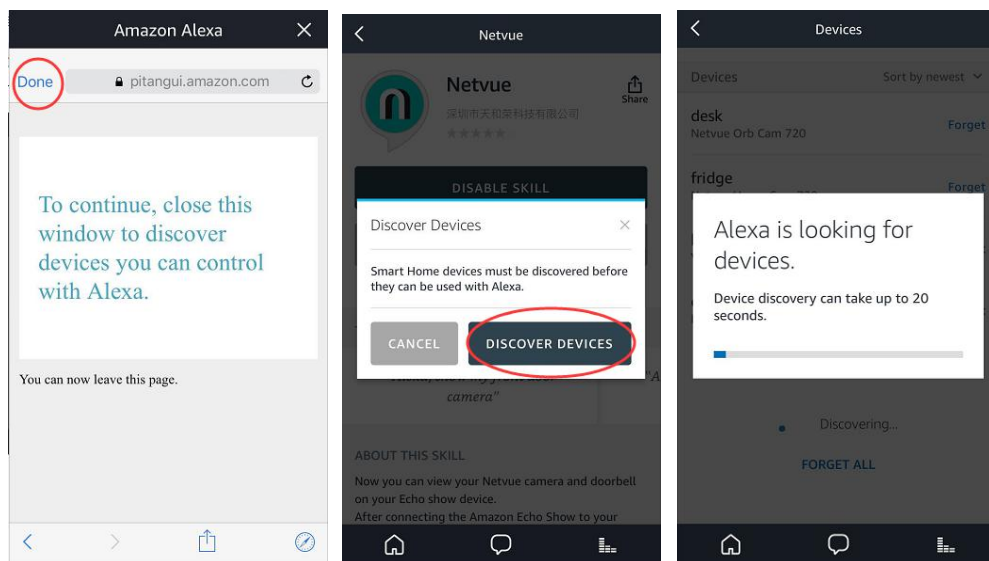 Amazon Alexa
Done
pitangui.amazon.com
To continue, close this
window to discover
devices you can control
with Alexa.
You can now leave this page.
Netvue
Netvue
Share
深圳市天和荣科技有限公司
DISABLE SKILL
Discover Devices
Smart Home devices must be discovered before
they can be used with Alexa.
CANCEL
DISCOVER DEVICES
camera"
"A
ABOUT THIS SKILL
Now you can view your Netvue camera and doorbell
on your Echo show device.
After connecting the Amazon Echo Show to your
Devices
Devices
Sort by newest
desk
Netvue Orb Cam 720
Forget
fridge
Forget
Alexa is looking for
devices.
Device discovery can take up to 20
seconds.
Discovering...
FORGET ALL